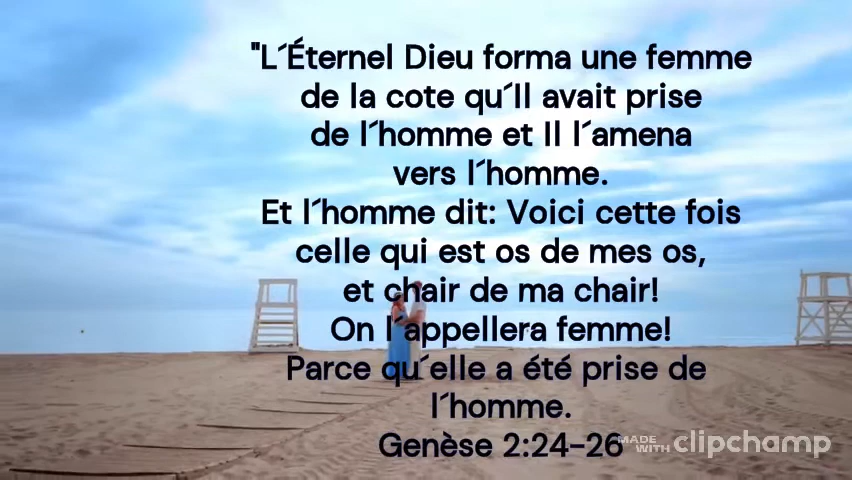 "L´Éternel Dieu forma une femme
de la cote qu´Il avait prise
de l´homme et Il l´amena
vers l´homme.
Et l´homme dit: Voici cette fois
celle qui est os de mes os,
et chair de ma chair!
On l´appellera femme!
Parce qu´elle a été prise de
l´homme.
Genèse 2:24-26
MADE WITH clipchamp